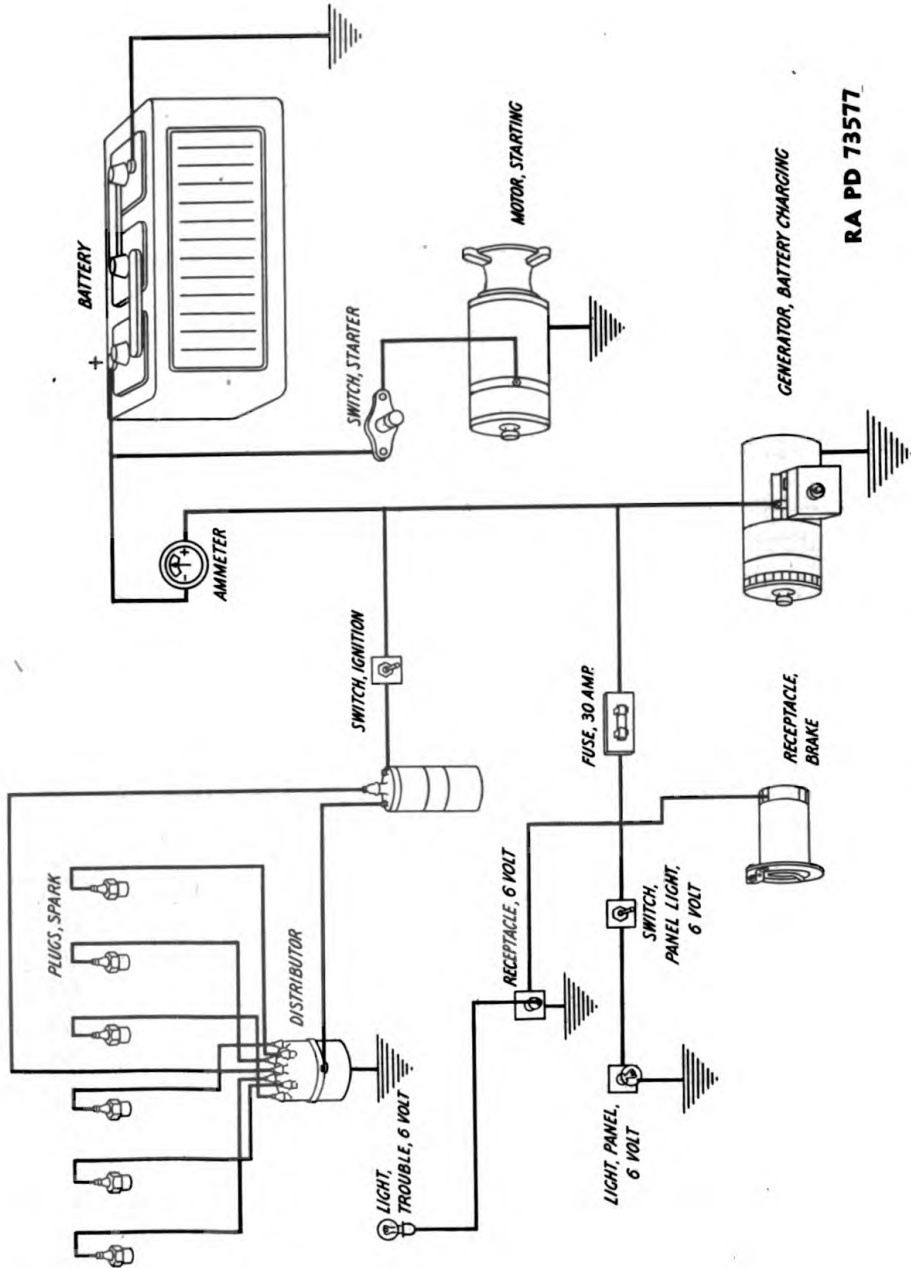 PLUGS, SPARK
DISTRIBUTOR
LIGHT,
TROUBLE, 6 VOLT
RECEPTACLE, 6 VOLT
LIGHT, PANEL,
6 VOLT
SWITCH,
PANEL LIGHT,
6 VOLT
RECEPTACLE,
BRAKE
FUSE, 30 AMP.
SWITCH, IGNITION
AMMETER
- +
+
BATTERY
SWITCH, STARTER
MOTOR, STARTING
GENERATOR, BATTERY CHARGING
RA PD 73577